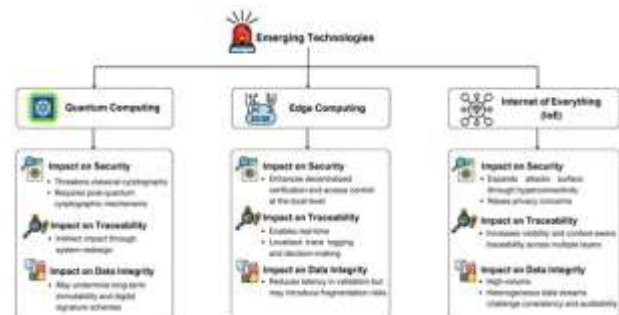 Emerging Technologies
Quantum Computing
Impact on Security
• Threatens classical cryptography
• Requires post-quantum
cryptographic mechanisms
Impact on Traceability
• Indirect impact through
system redesign
Impact on Data Integrity
• May undermine long-term
immutability and digital
signature schemes
Edge Computing
Impact on Security
• Enhances decentralized
verification and access control
at the local level
Impact on Traceability
• Enables real-time
• Localized trace logging
and decision-making
Impact on Data Integrity
• Reduces latency in validation but
may introduce fragmentation risks
Internet of Everything
(IoE)
Impact on Security
• Expands attacks surface
through hyperconnectivity
• Raises privacy concerns
Impact on Traceability
• Increases visibility and context-aware
traceability across multiple layers
Impact on Data Integrity
• High-volume
• Heterogeneous data streams
challenge consistency and auditability